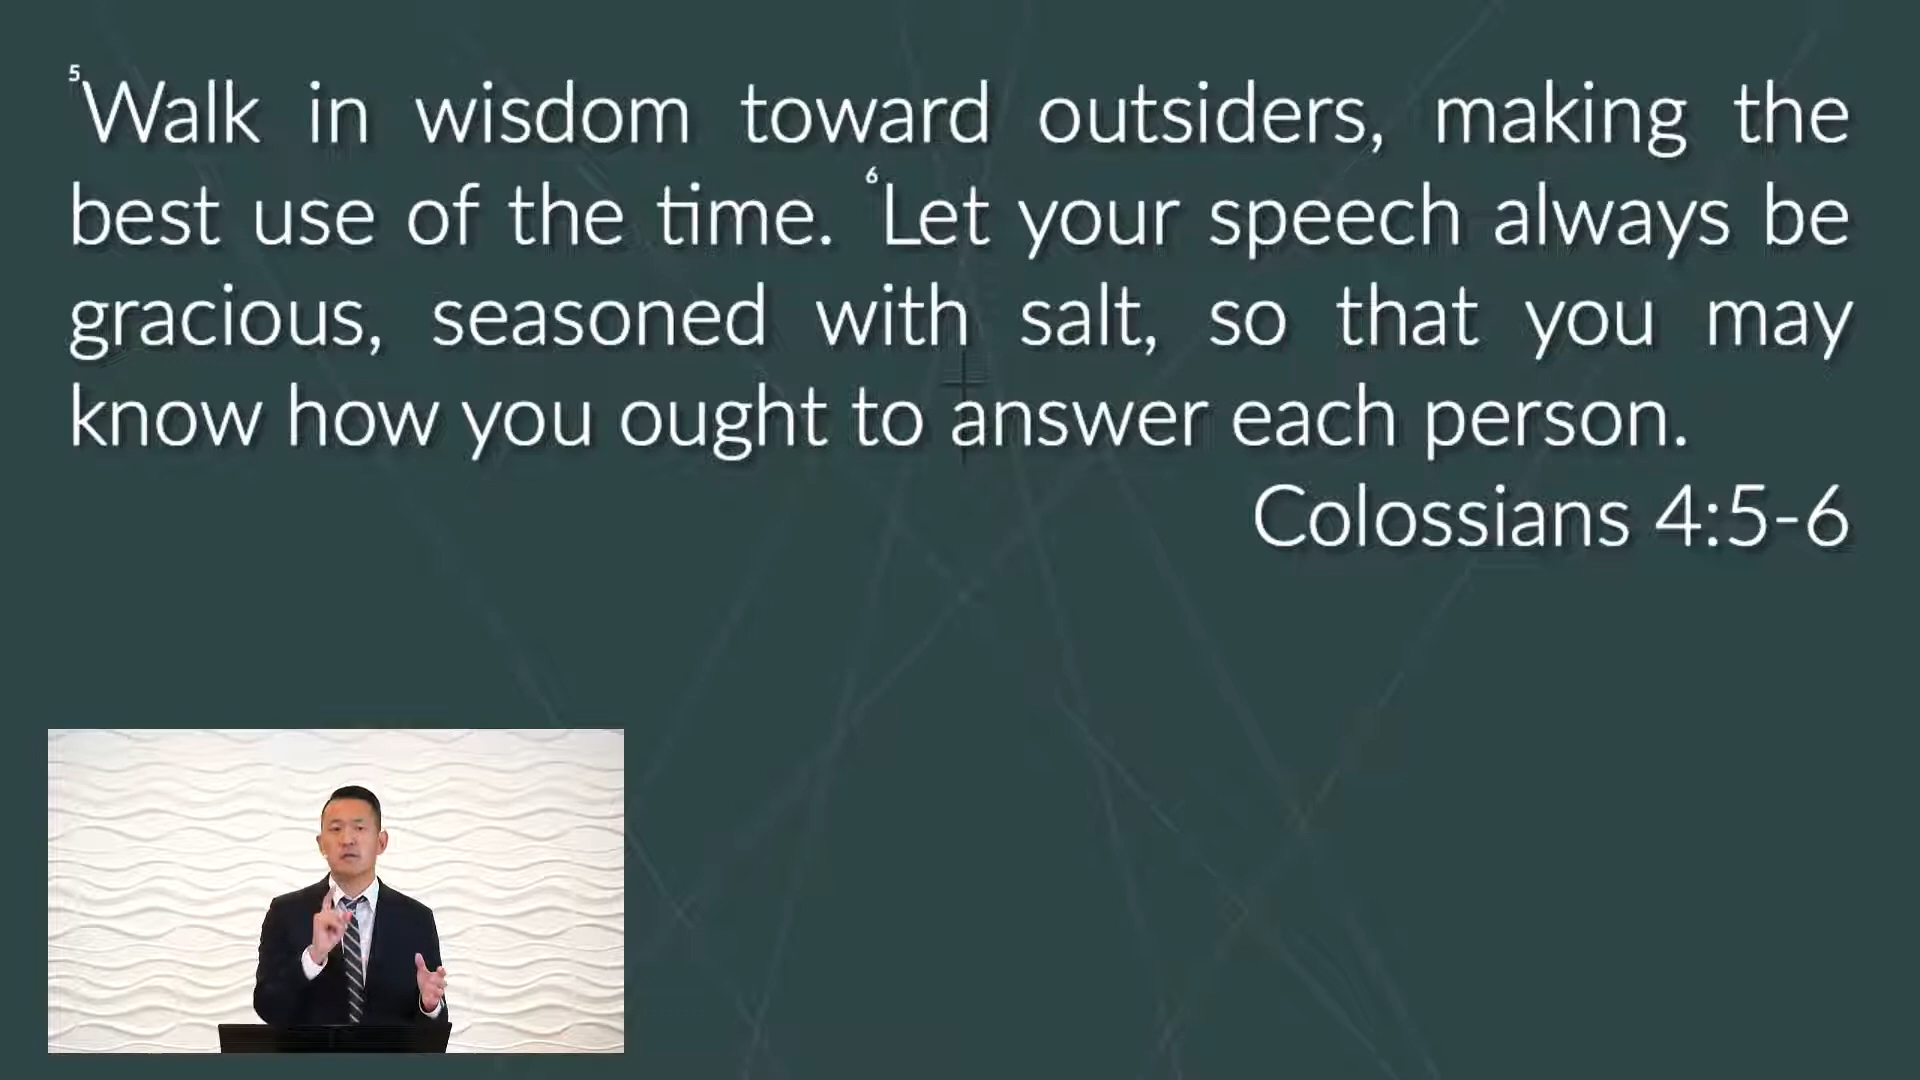 5Walk in wisdom toward outsiders, making the
best use of the time. 6Let your speech always be
gracious, seasoned with salt, so that you may
know how you ought to answer each person.
Colossians 4:5-6